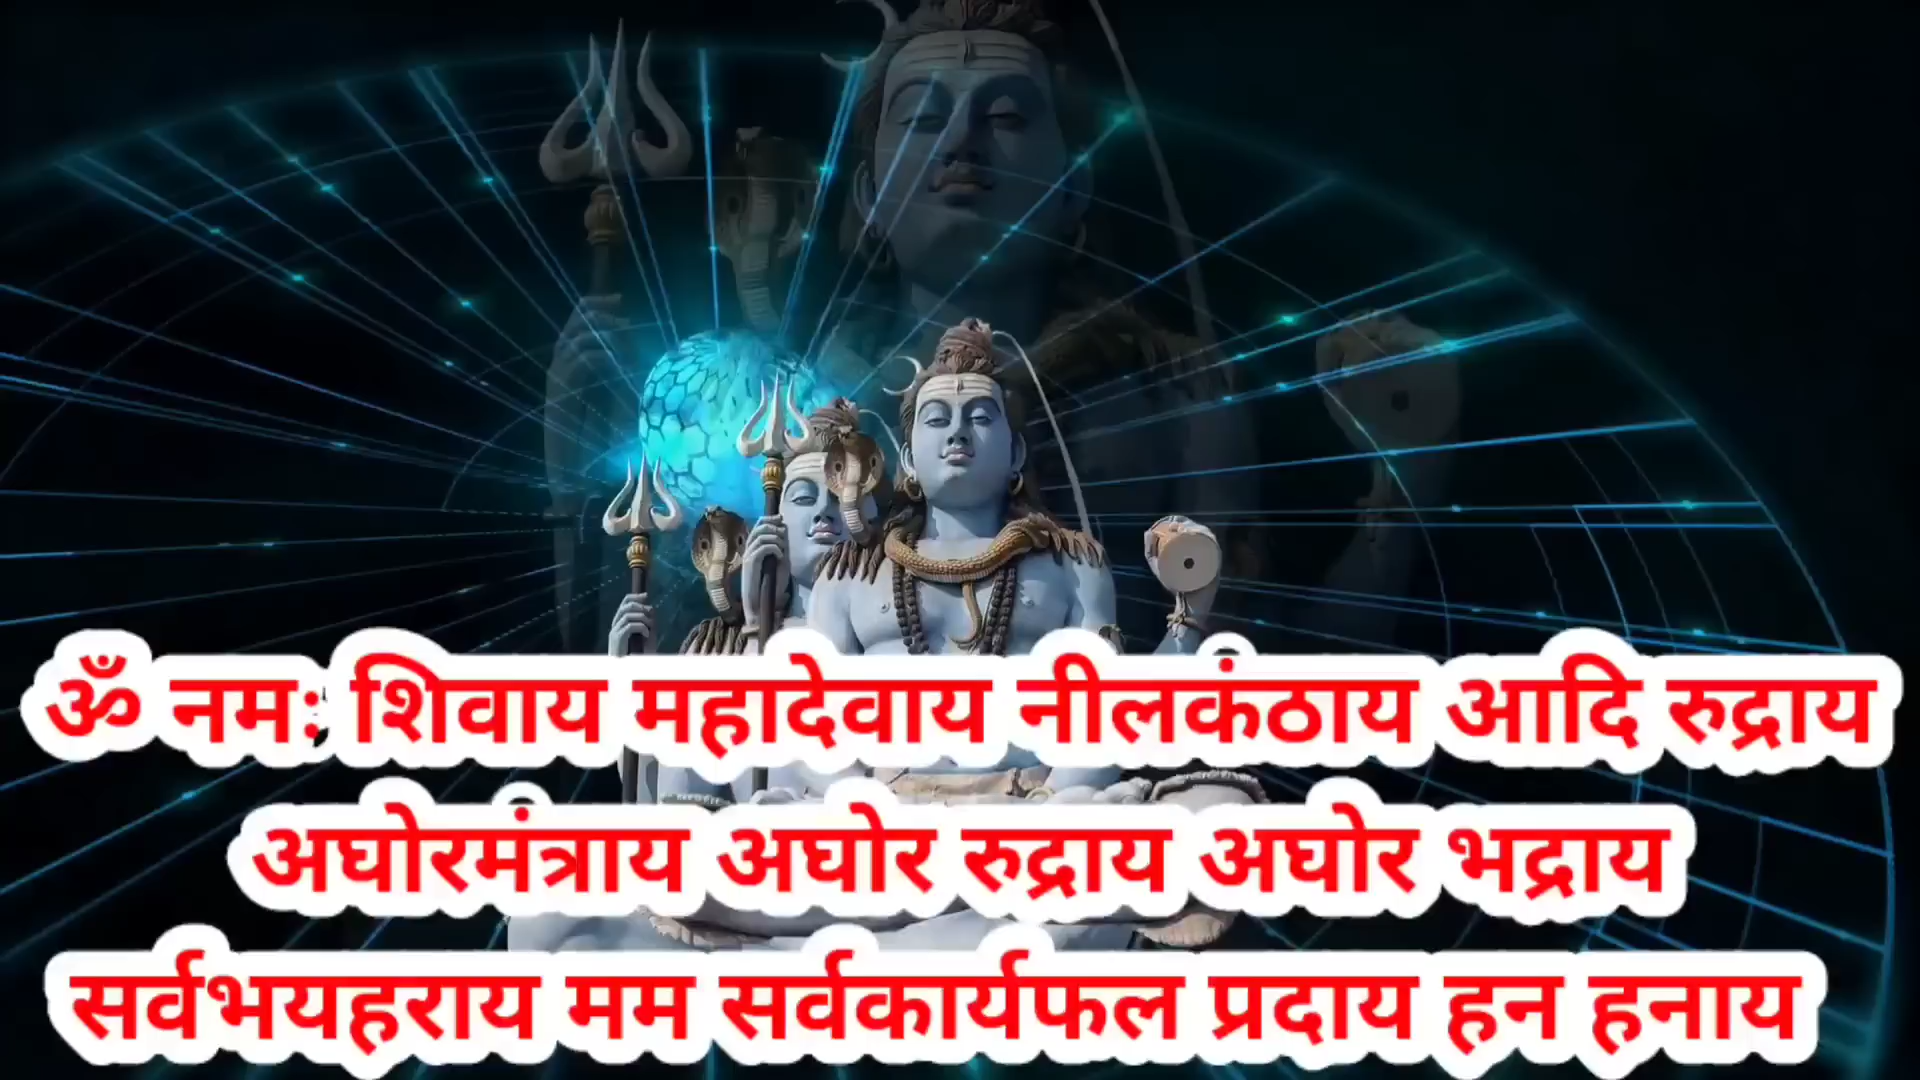 ॐ नमः शिवाय महादेवाय नीलकंठाय आदि रुद्राय
अघोरमंत्राय अघोर रुद्राय अघोर भद्राय
सर्वभयहराय मम सर्वकार्यफल प्रदाय हन हनाय